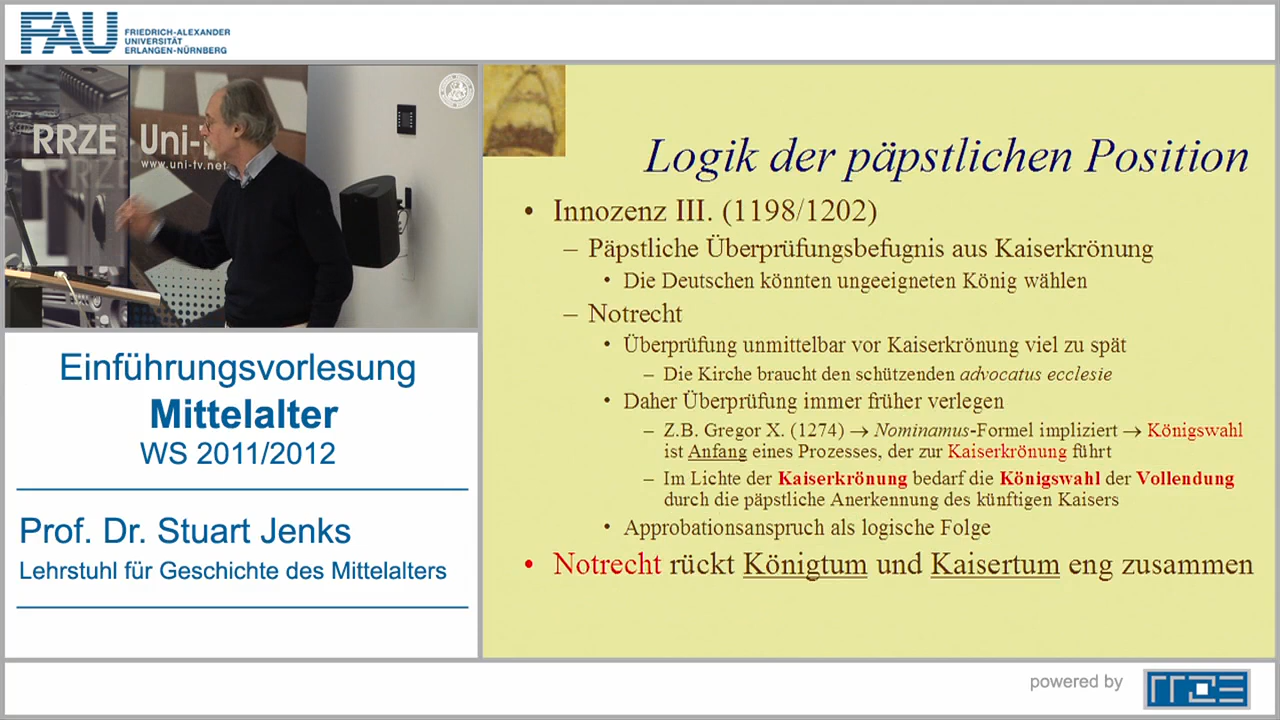 FAU
FRIEDRICH-ALEXANDER
UNIVERSITÄT
ERLANGEN-NÜRNBERG
RRZE
Uni-
www.uni-tv.net
Einführungsvorlesung
Mittelalter
WS 2011/2012
Prof. Dr. Stuart Jenks
Lehrstuhl für Geschichte des Mittelalters
Logik der päpstlichen Position
• Innozenz III. (1198/1202)
– Päpstliche Überprüfungsbefugnis aus Kaiserkrönung
• Die Deutschen könnten ungeeigneten König wählen
– Notrecht
• Überprüfung unmittelbar vor Kaiserkrönung viel zu spät
– Die Kirche braucht den schützenden advocatus ecclesie
• Daher Überprüfung immer früher verlegen
– Z.B. Gregor X. (1274) → Nominamus-Formel impliziert → Königswahl
ist Anfang eines Prozesses, der zur Kaiserkrönung führt
– Im Lichte der Kaiserkrönung bedarf die Königswahl der Vollendung
durch die päpstliche Anerkennung des künftigen Kaisers
• Approbationsanspruch als logische Folge
• Notrecht rückt Königtum und Kaisertum eng zusammen
powered by
rrze